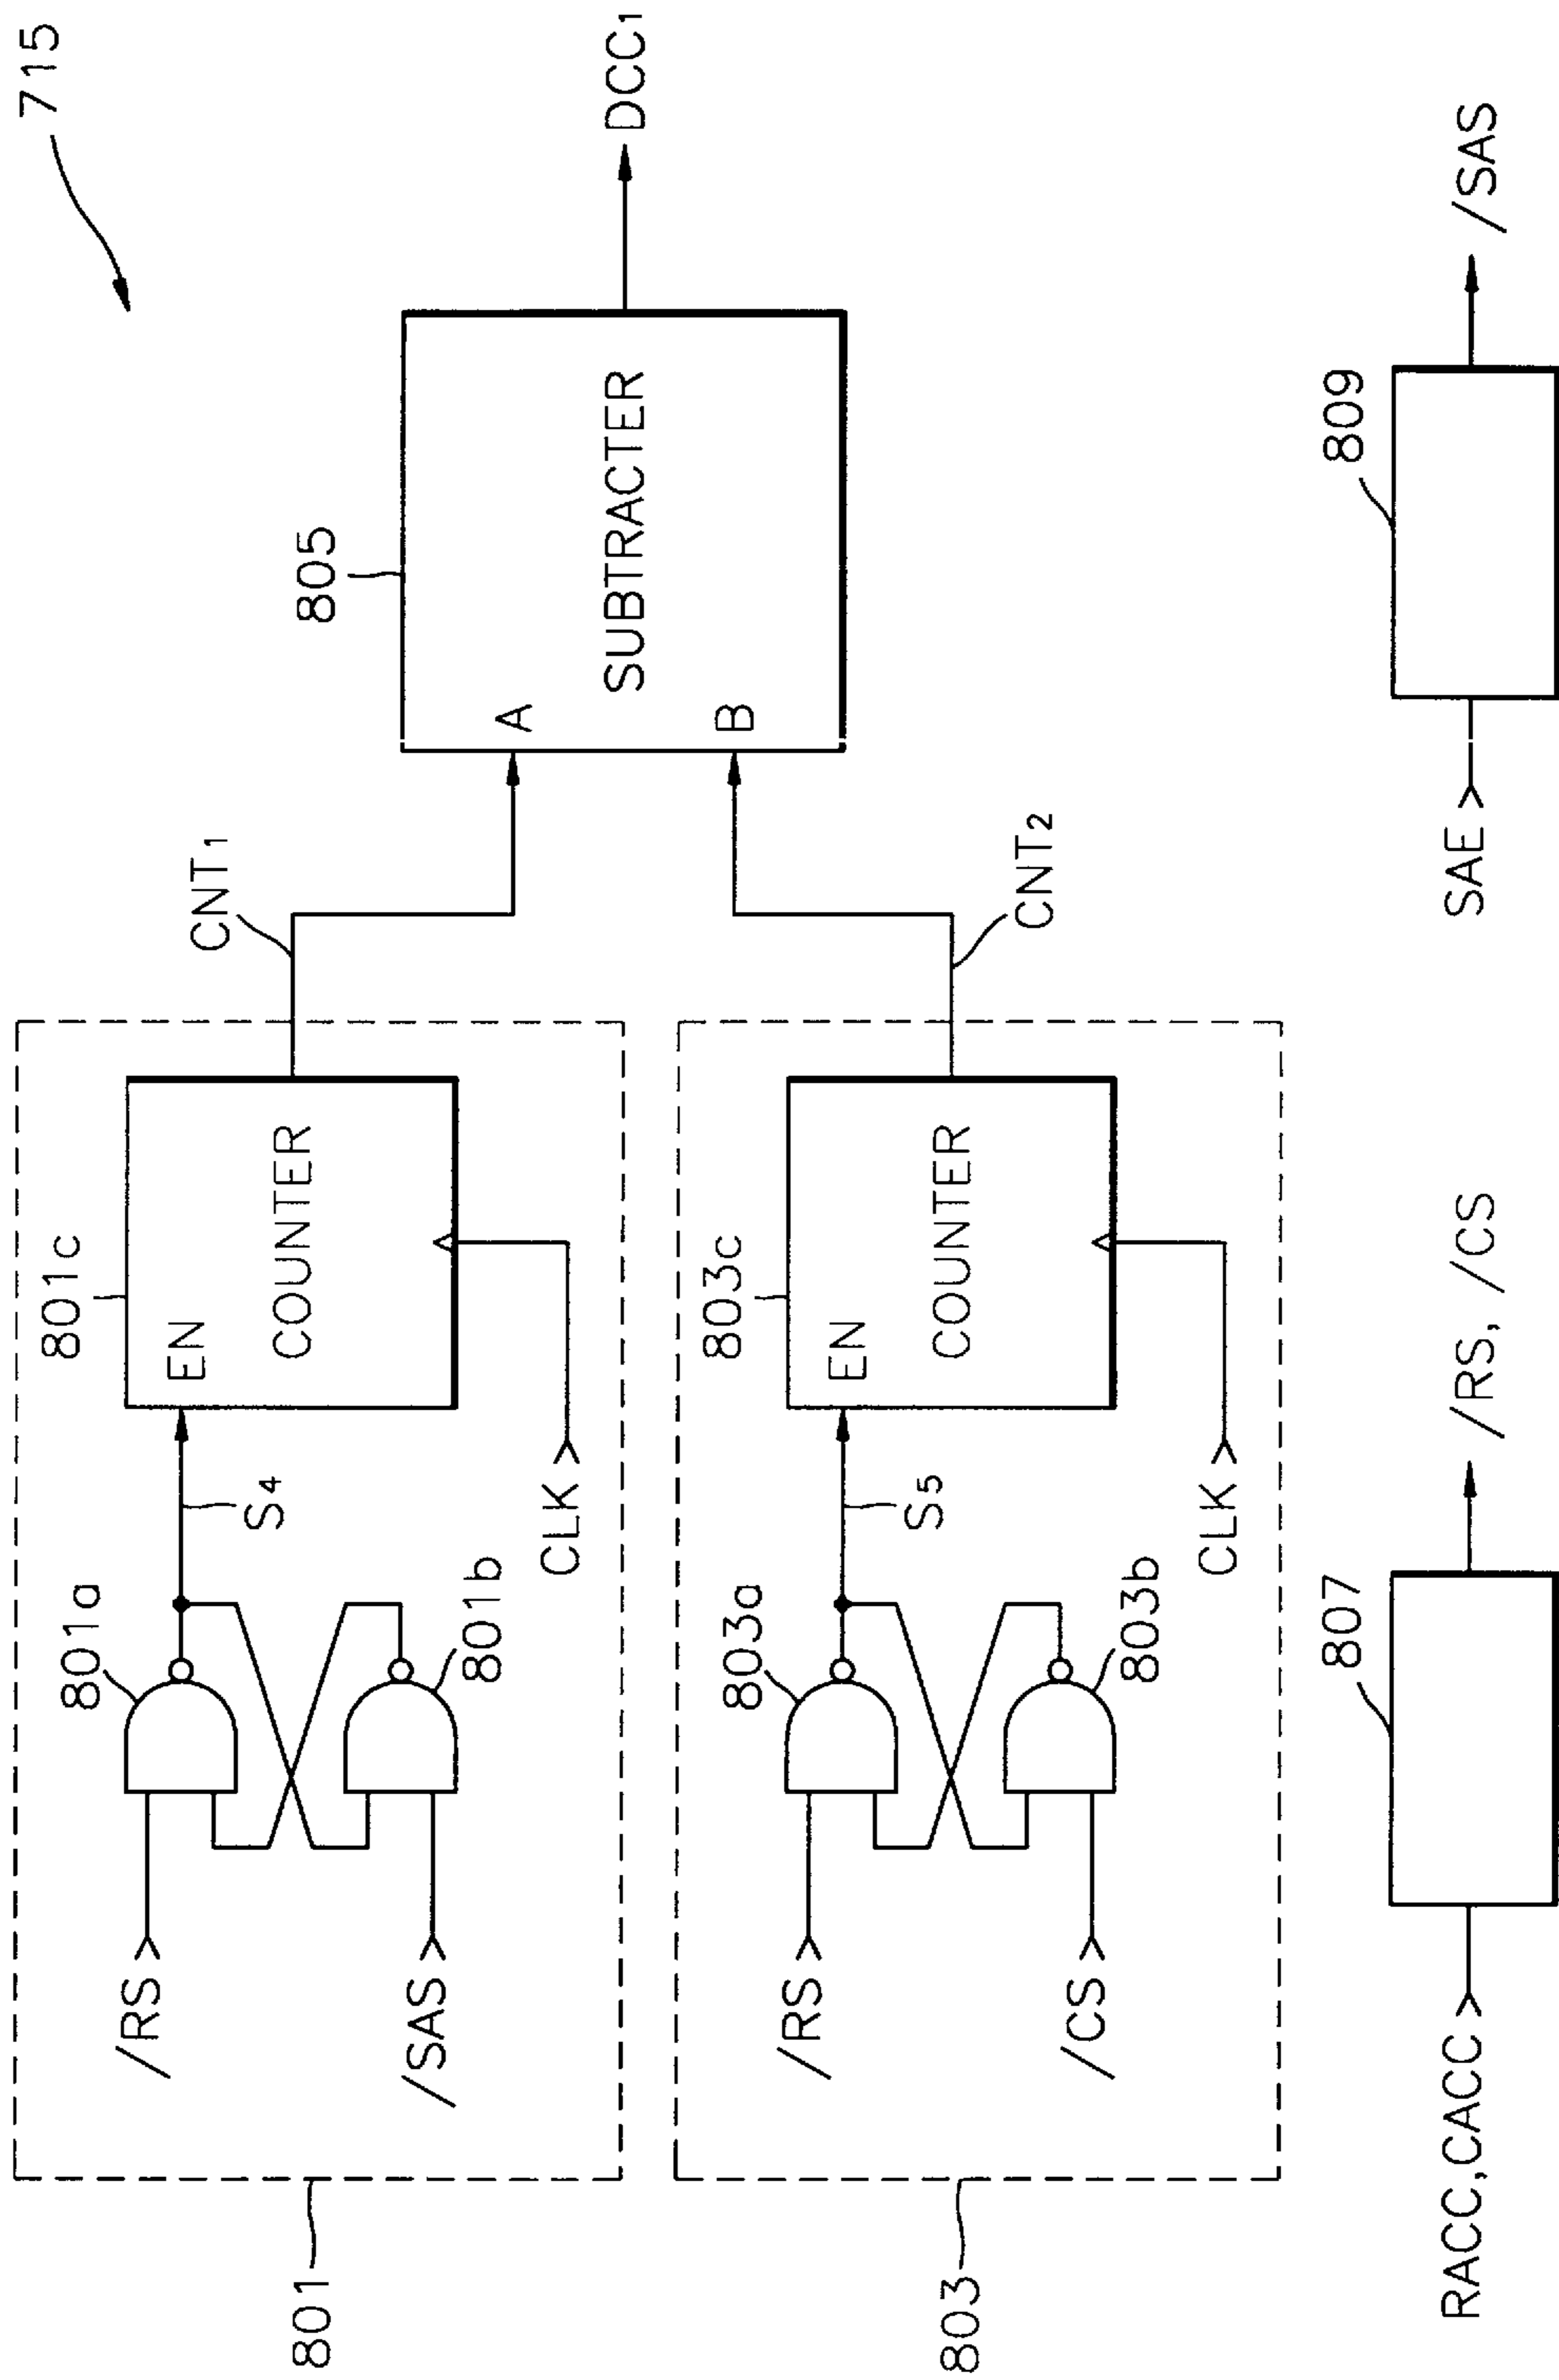 715
801
801a
/RS
/SAS
801b
S4
801c
EN
COUNTER
CLK
CNT1
805
A
B
SUBTRACTER
DCC1
803
803a
/RS
/CS
803b
S5
803c
EN
COUNTER
CLK
CNT2
807
RACC,CACC
/RS, /CS
809
SAE
/SAS